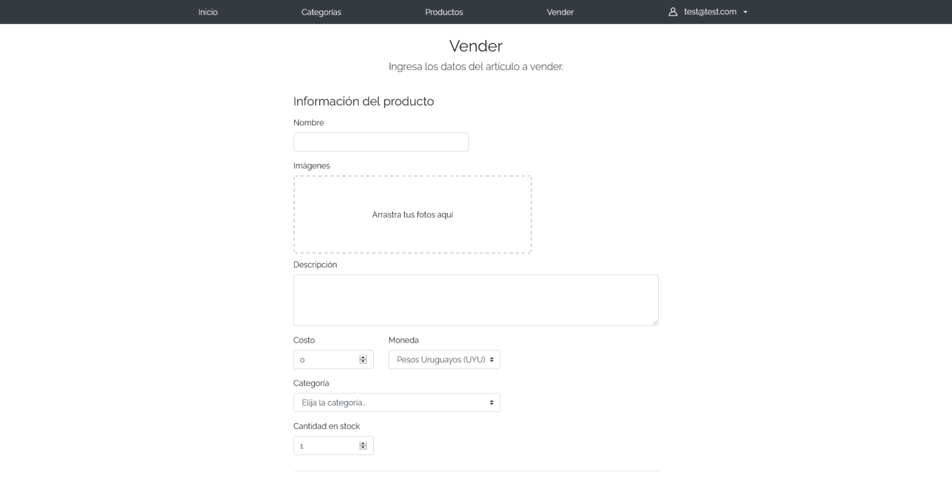 Inicio Categorías Productos Vender test@test.com
Vender
Ingresa los datos del artículo a vender.
Información del producto
Nombre
Imágenes
Arrastra tus fotos aquí
Descripción
Costo Moneda
0 Pesos Uruguayos (UYU)
Categoría
Elija la categoría...
Cantidad en stock
1